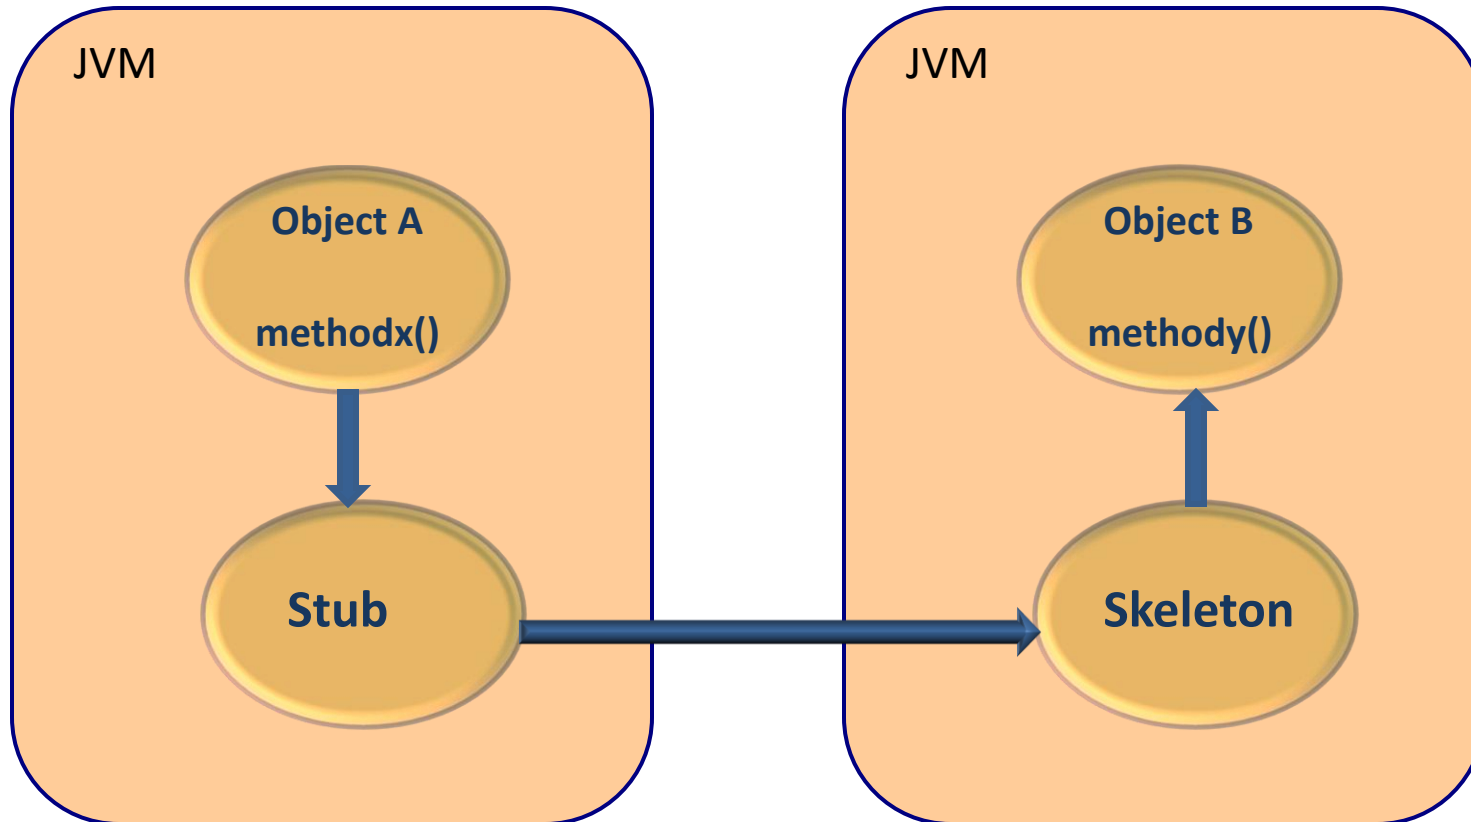 JVM
Object A
methodx()
Stub
JVM
Object B
methody()
Skeleton